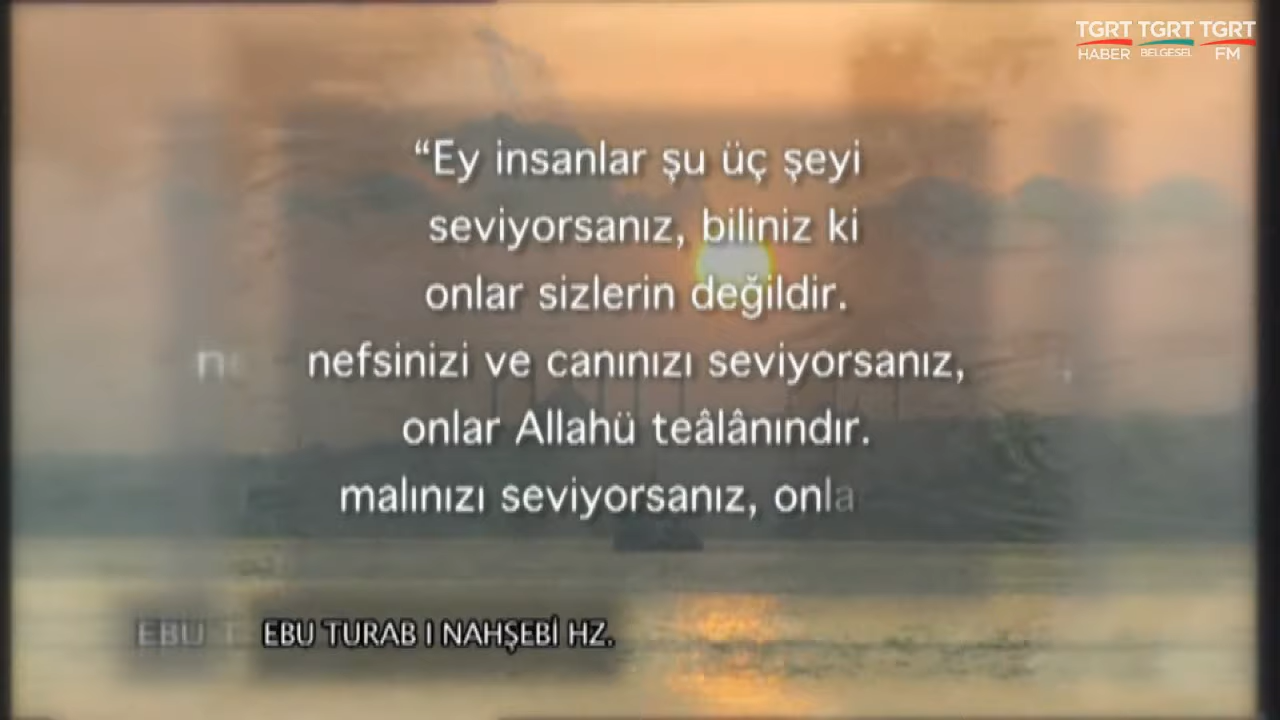 TGRT TGRT TGRT
HABER BELGESEL FM
“Ey insanlar şu üç şeyi
seviyorsanız, biliniz ki
onlar sizlerin değildir.
nefsinizi ve canınızı seviyorsanız,
onlar Allahü teâlânındır.
malınızı seviyorsanız, onla
EBU T EBU TURAB I NAHŞEBİ HZ.